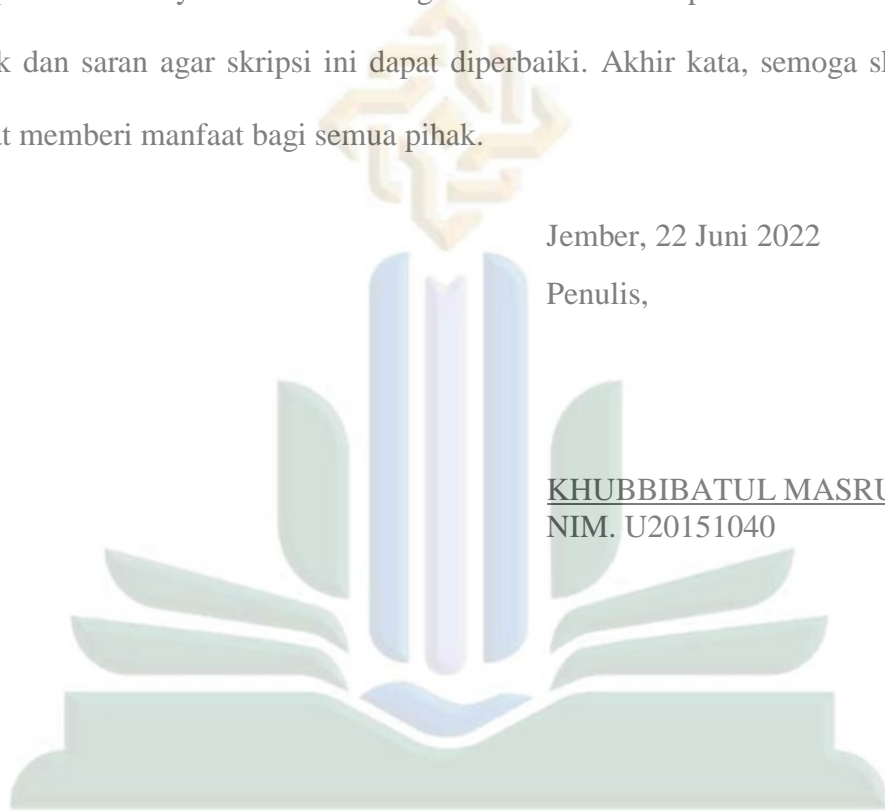 dan saran agar skripsi ini dapat diperbaiki. Akhir kata, semoga
memberi manfaat bagi semua pihak.
Jember, 22 Juni 2022
Penulis,
KHUBBIBATUL MASRU
NIM. U20151040